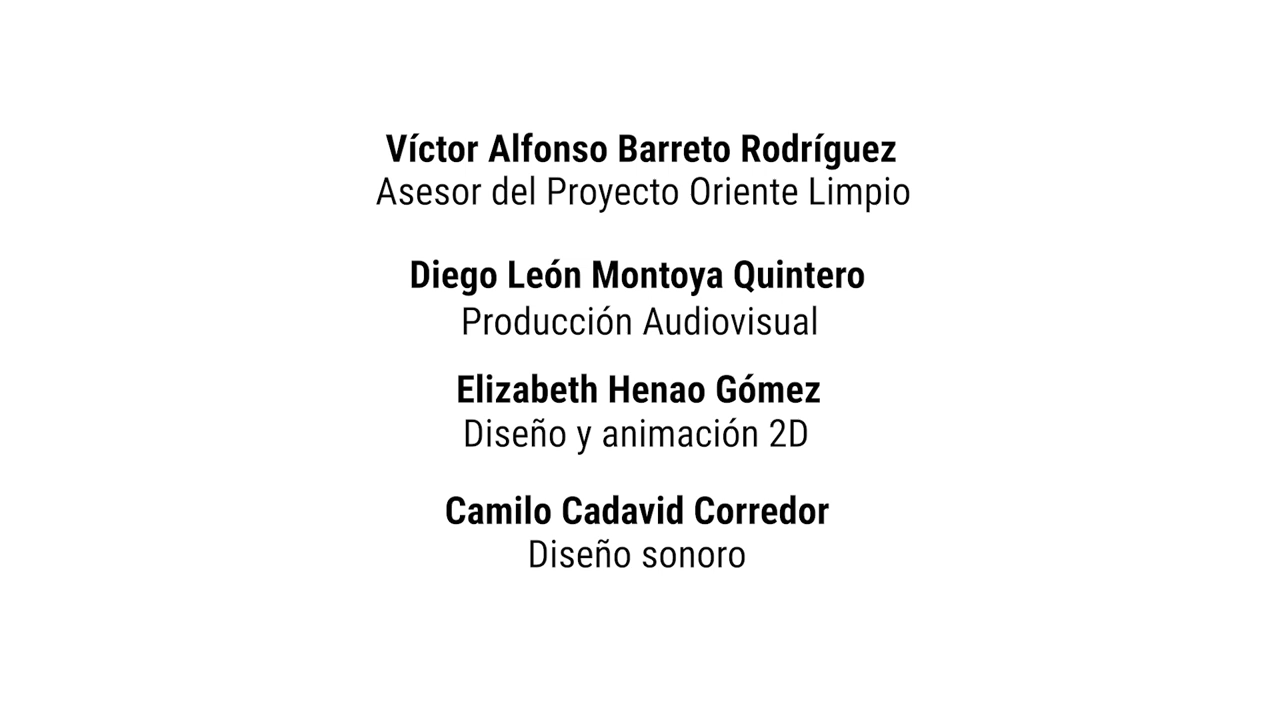 Víctor Alfonso Barreto Rodríguez
Asesor del Proyecto Oriente Limpio
Diego León Montoya Quintero
Producción Audiovisual
Elizabeth Henao Gómez
Diseño y animación 2D
Camilo Cadavid Corredor
Diseño sonoro